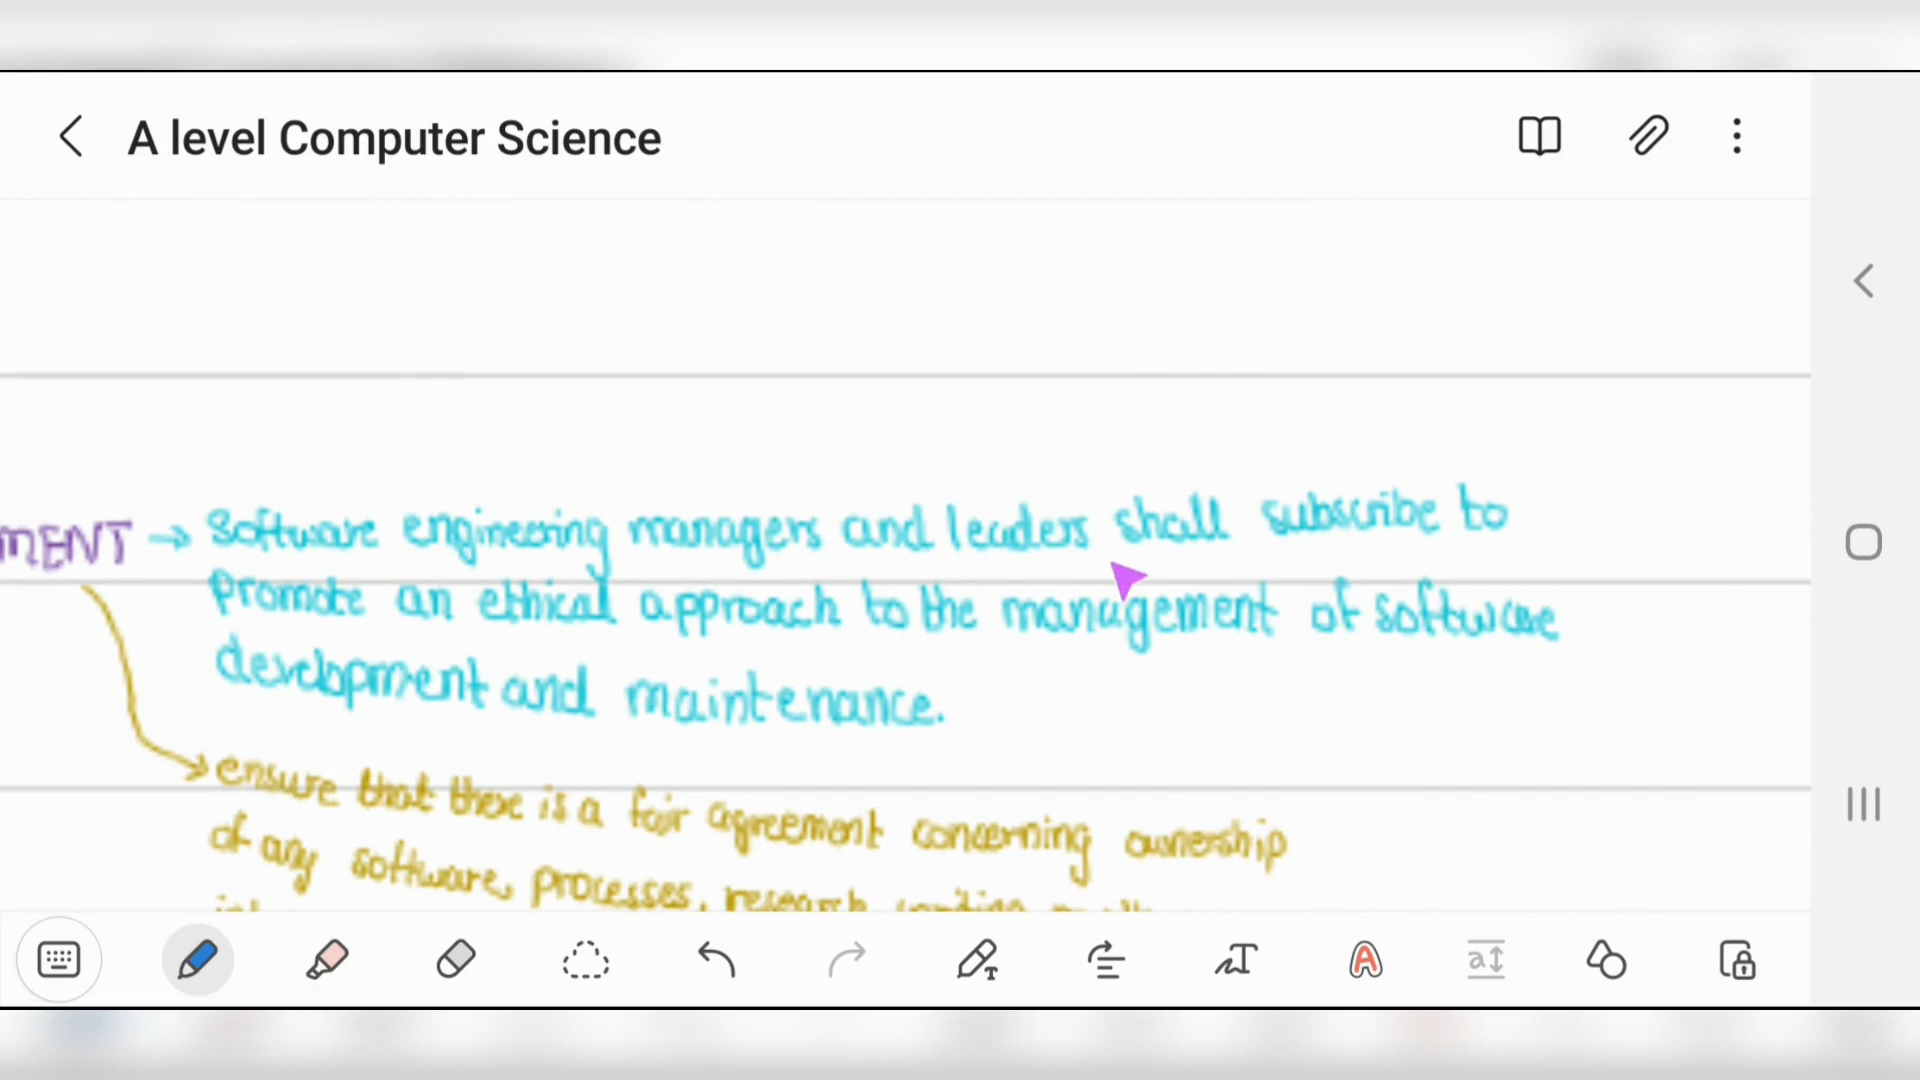 A level Computer Science
MENT → Software engineering managers and leaders shall subscribe to
promote an ethical approach to the management of software
development and maintenance.
ensure that there is a fair agreement concerning ownership
of any software, processes, research